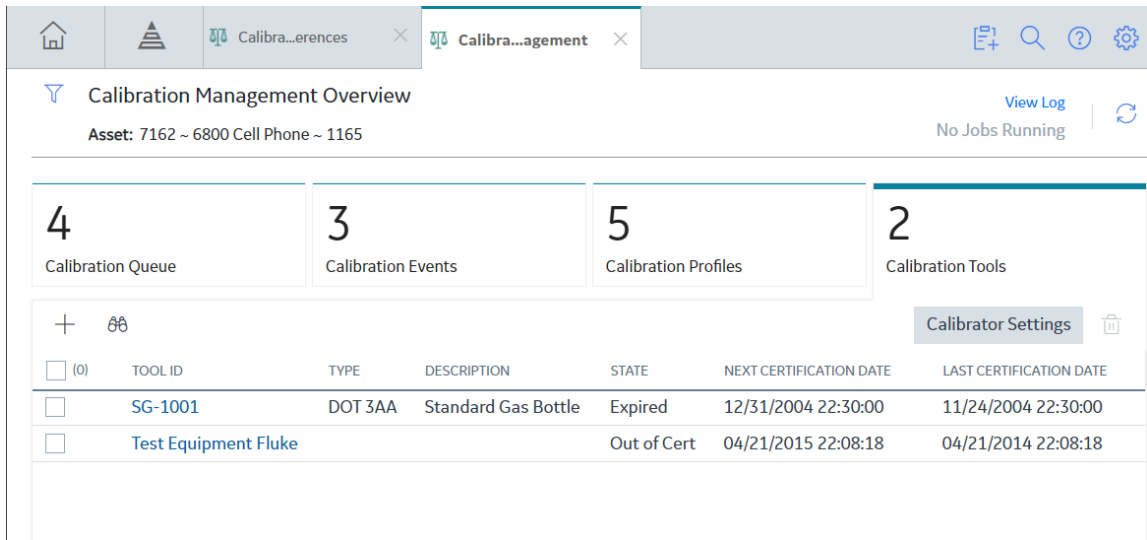 Calibra...erences
Calibra...agement
Calibration Management Overview
View Log
Asset: 7162 ~ 6800 Cell Phone ~ 1165
No Jobs Running
4 3 5 2
Calibration Queue Calibration Events Calibration Profiles Calibration Tools
Calibrator Settings
(0) TOOL ID TYPE DESCRIPTION STATE NEXT CERTIFICATION DATE LAST CERTIFICATION DATE
SG-1001 DOT 3AA Standard Gas Bottle Expired 12/31/2004 22:30:00 11/24/2004 22:30:00
Test Equipment Fluke Out of Cert 04/21/2015 22:08:18 04/21/2014 22:08:18